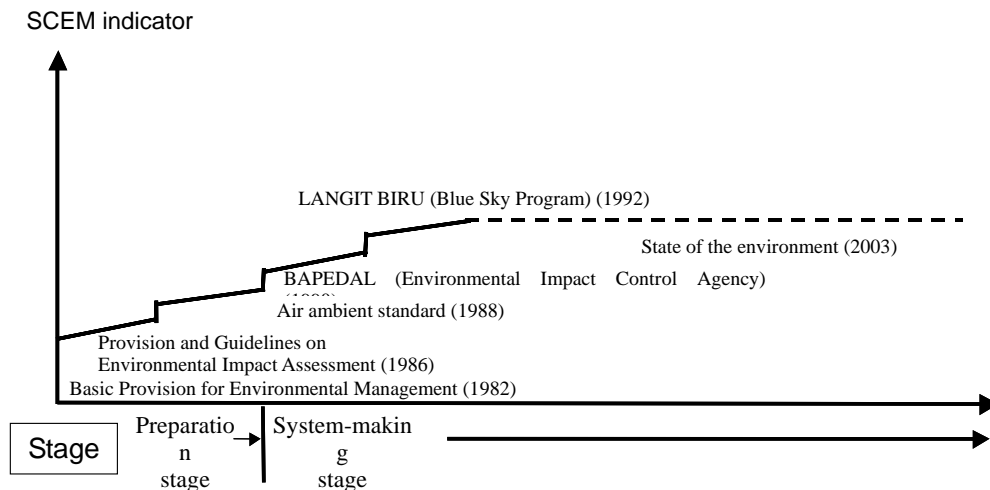 SCEM indicator
LANGIT BIRU (Blue Sky Program) (1992)
State of the environment (2003)
BAPEDAL (Environmental Impact Control Agency)
Air ambient standard (1988)
Provision and Guidelines on
Environmental Impact Assessment (1986)
Basic Provision for Environmental Management (1982)
Stage
Preparatio
n
stage
System-makin
g
stage